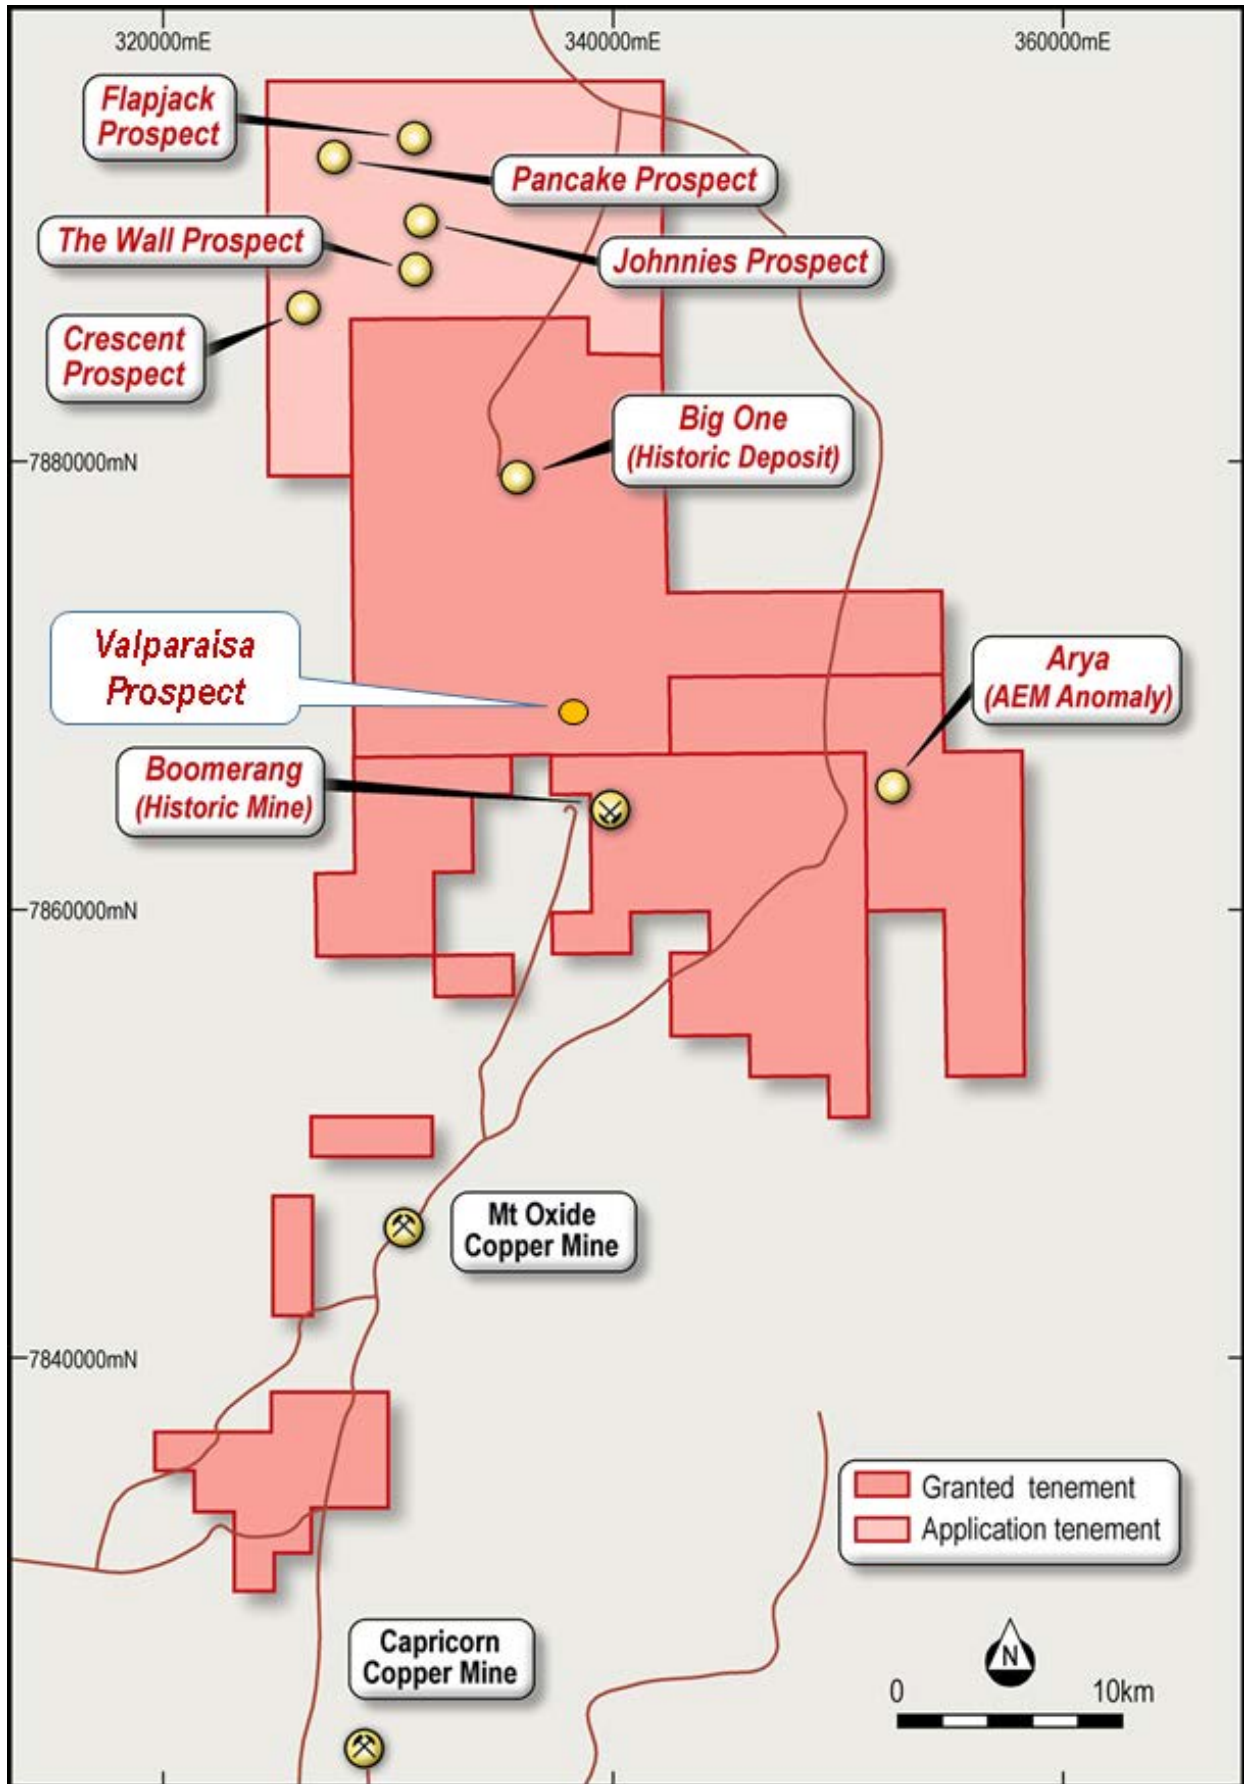 320000mE
340000mE
360000mE
Flapjack
Prospect
Pancake Prospect
The Wall Prospect
Johnnies Prospect
Crescent
Prospect
Big One
(Historic Deposit)
7880000mN
Valparaisa
Prospect
Arya
(AEM Anomaly)
Boomerang
(Historic Mine)
7860000mN
Mt Oxide
Copper Mine
7840000mN
Granted tenement
Application tenement
Capricorn
Copper Mine
N
0 10km